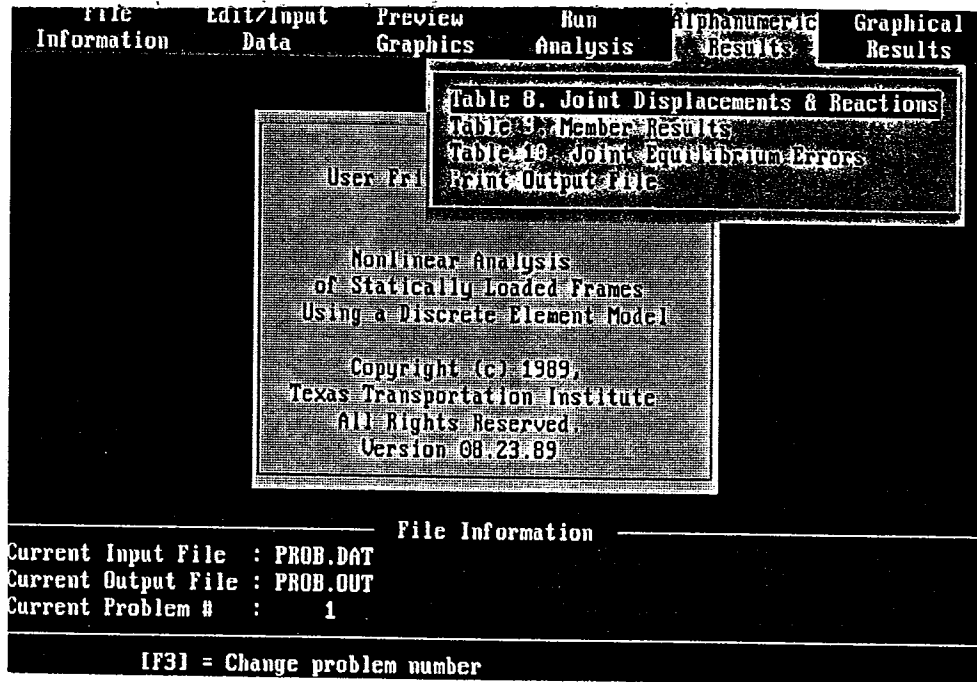 File Edit/Input Preview Run Alphanumeric Graphical
Information Data Graphics Analysis Results Results
Table 8. Joint Displacements & Reactions
Table 9. Member Results
Table 10. Joint Equilibrium Errors
Print Output File
User Fri
Nonlinear Analysis
of Statically Loaded Frames
Using a Discrete Element Model
Copyright (c) 1989,
Texas Transportation Institute
All Rights Reserved.
Version 08.23.89
File Information
Current Input File : PROB.DAT
Current Output File : PROB.OUT
Current Problem # : 1
[F3] = Change problem number